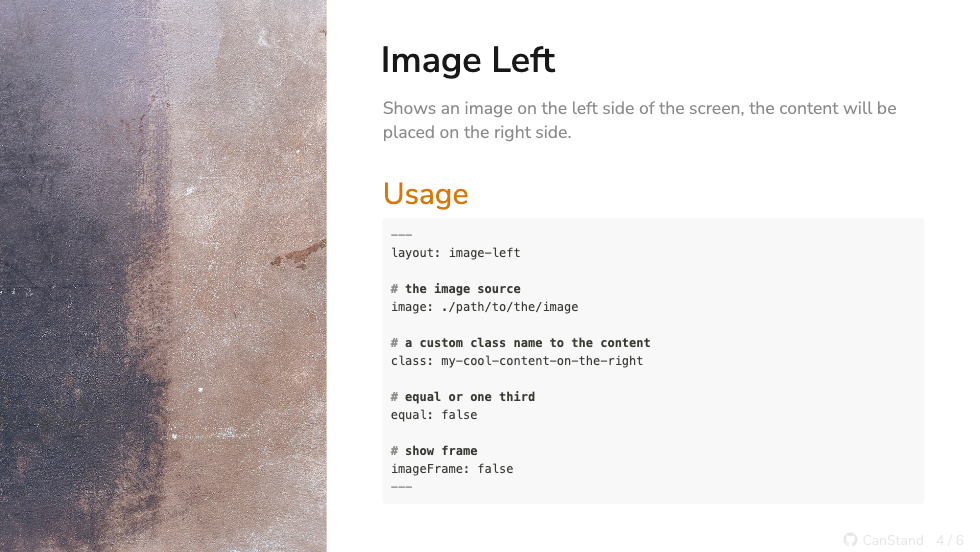 Image Left
Shows an image on the left side of the screen, the content will be
placed on the right side.
Usage
---
layout: image-left
# the image source
image: ./path/to/the/image
# a custom class name to the content
class: my-cool-content-on-the-right
# equal or one third
equal: false
# show frame
imageFrame: false
---
CanStand 4 / 6